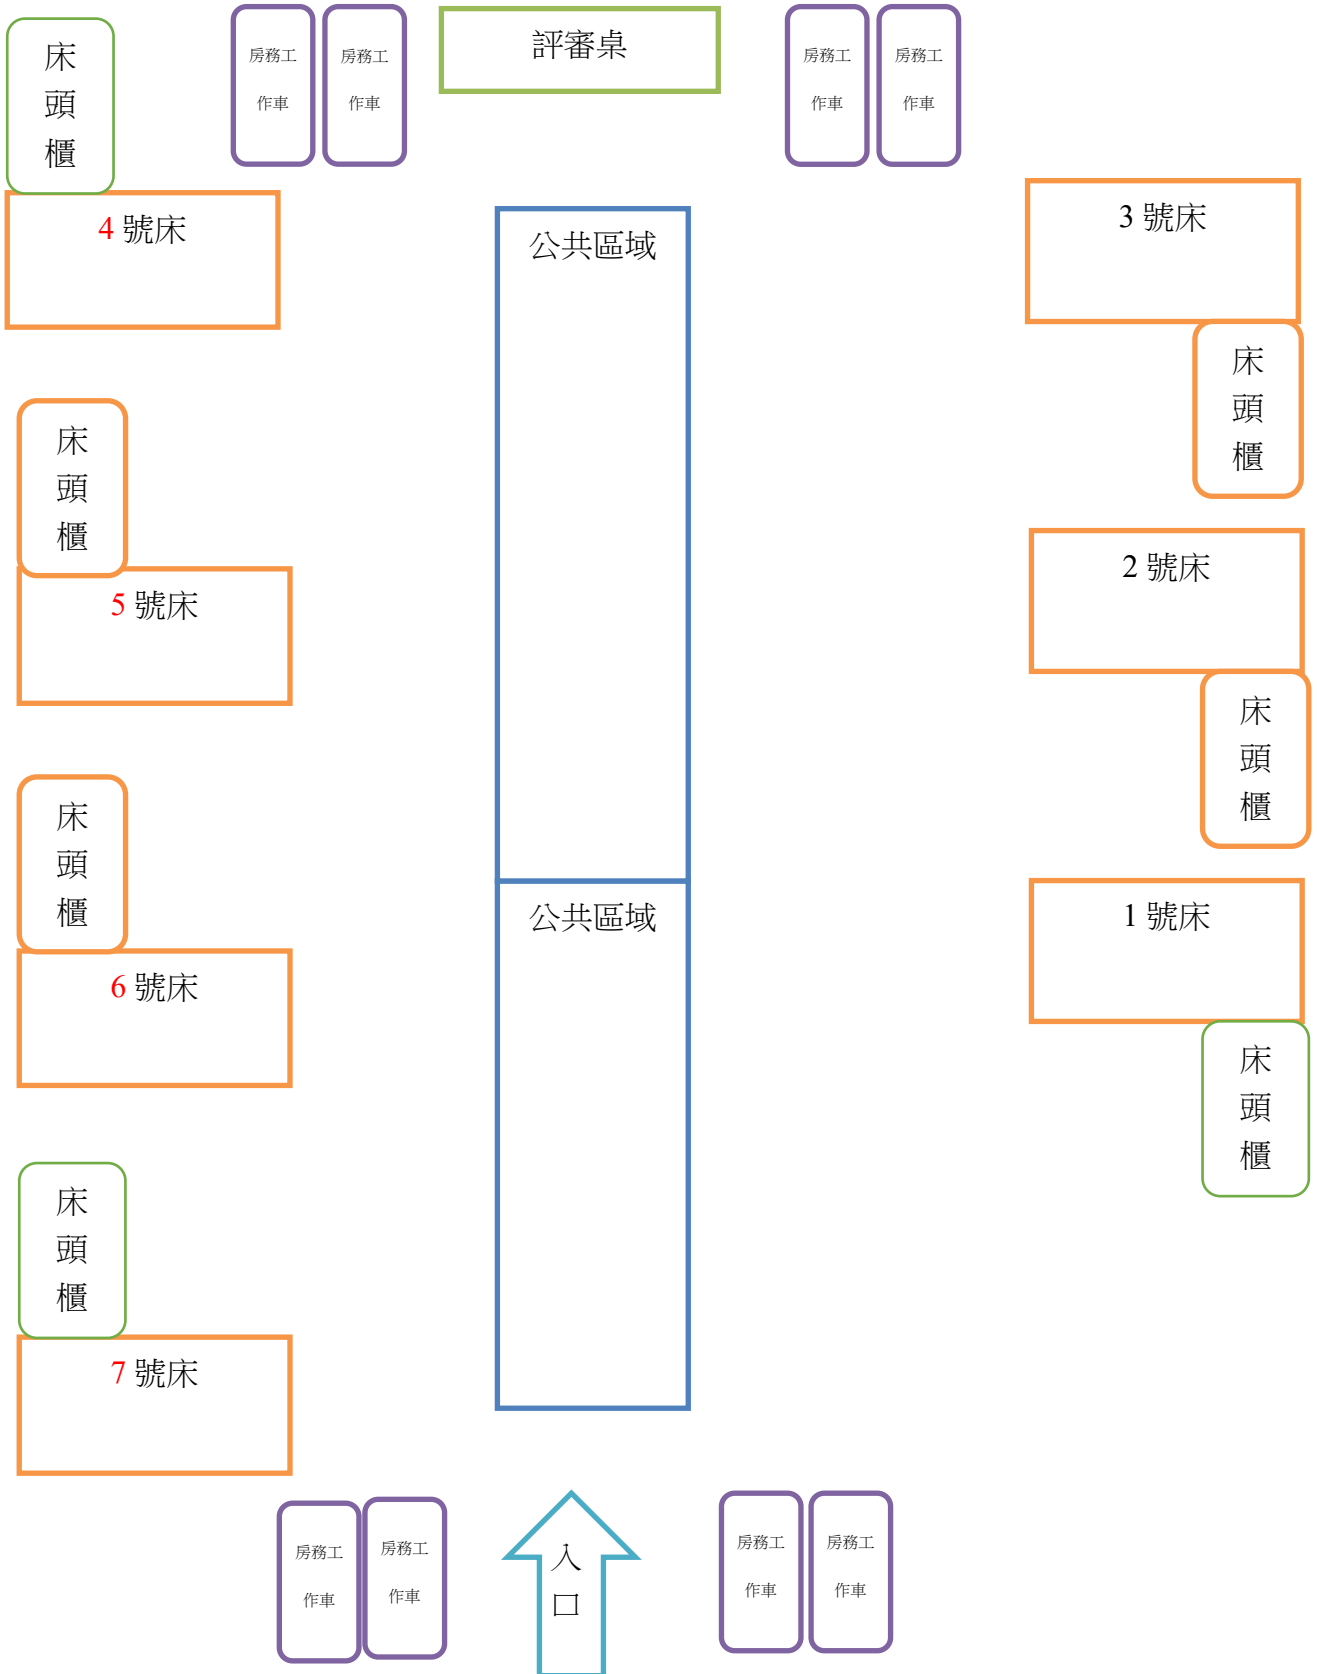 床
頭
櫃
房務工
作車
房務工
作車
評審桌
房務工
作車
房務工
作車
4 號床
公共區域
3 號床
床
頭
櫃
床
頭
櫃
5 號床
2 號床
床
頭
櫃
床
頭
櫃
6 號床
公共區域
1 號床
床
頭
櫃
床
頭
櫃
7 號床
房務工
作車
房務工
作車
入
口
房務工
作車
房務工
作車